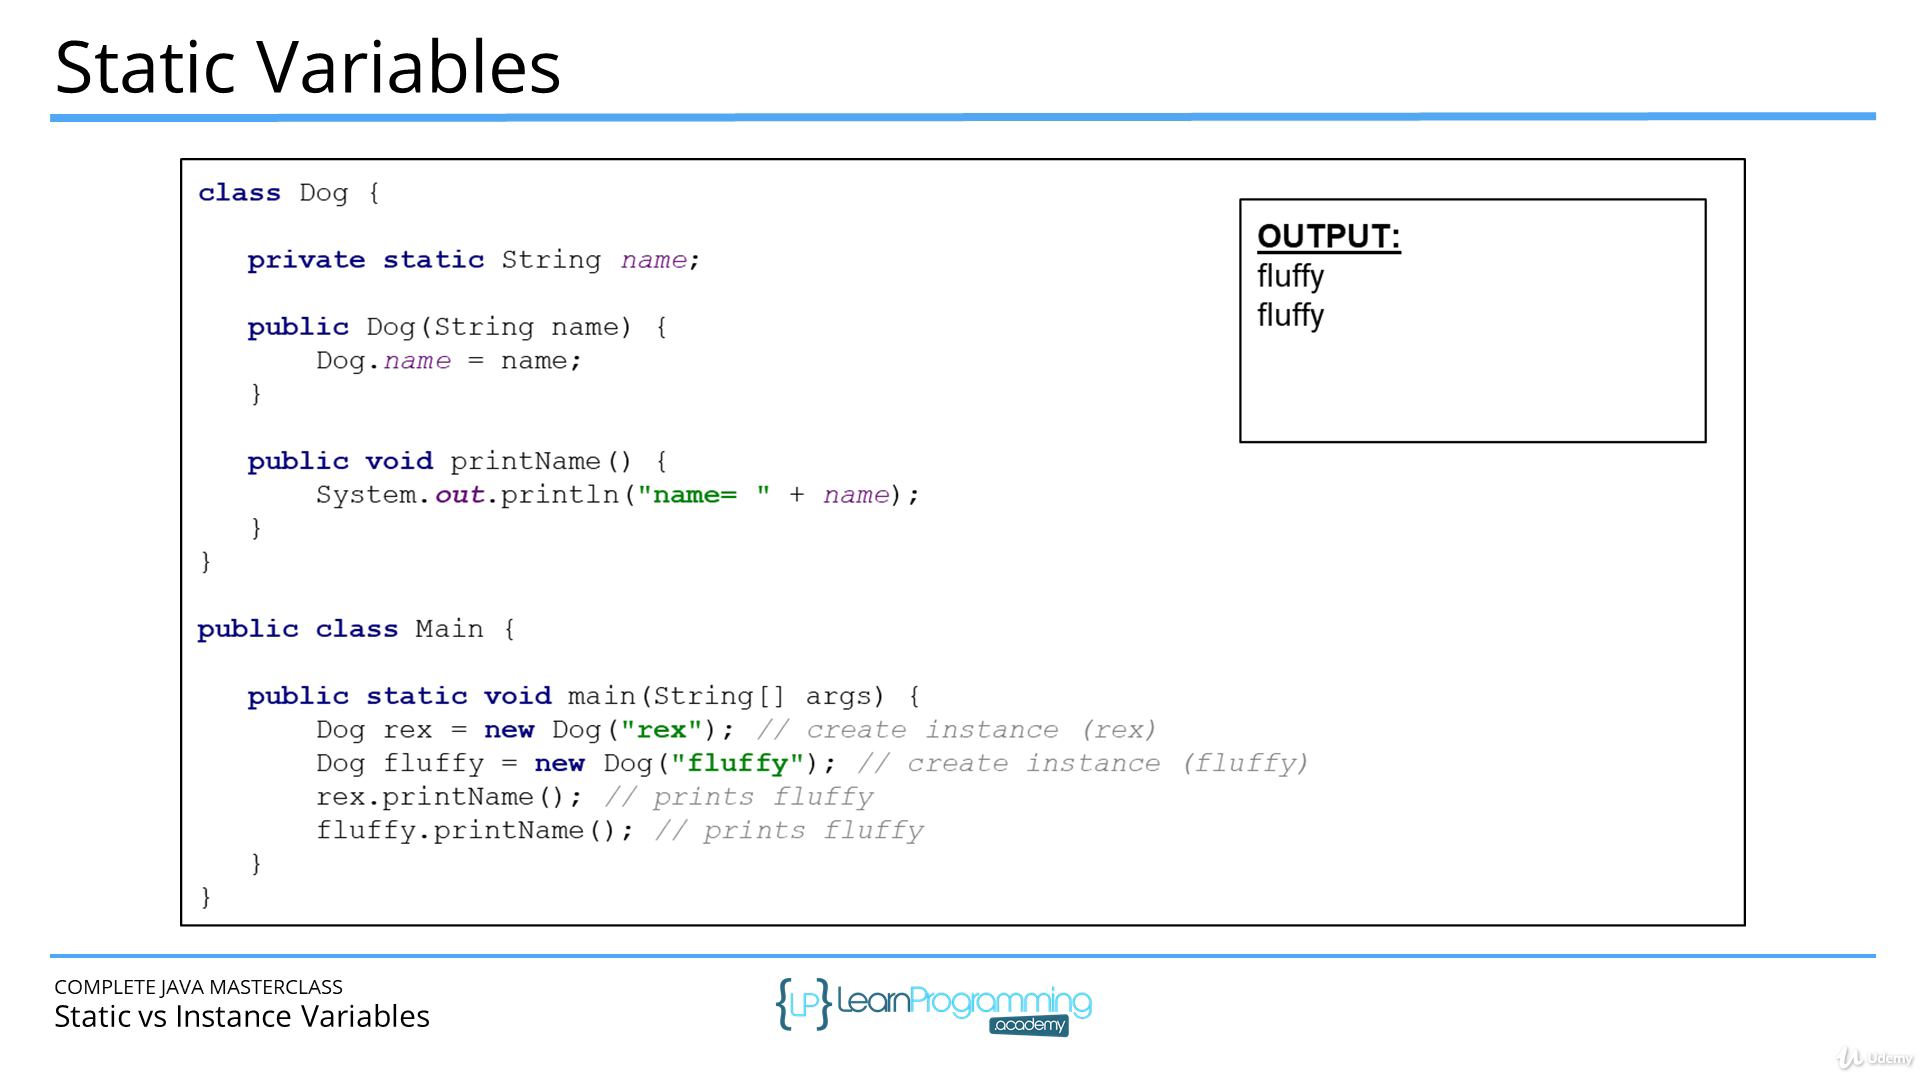 Static Variables
class Dog {
private static String name;
public Dog(String name) {
Dog.name = name;
}
public void printName() {
System.out.println("name= " + name);
}
}
public class Main {
public static void main(String[] args) {
Dog rex = new Dog("rex"); // create instance (rex)
Dog fluffy = new Dog("fluffy"); // create instance (fluffy)
rex.printName(); // prints fluffy
fluffy.printName(); // prints fluffy
}
}
OUTPUT:
fluffy
fluffy
COMPLETE JAVA MASTERCLASS
Static vs Instance Variables
{LP} LearnProgramming
.academy
Udemy